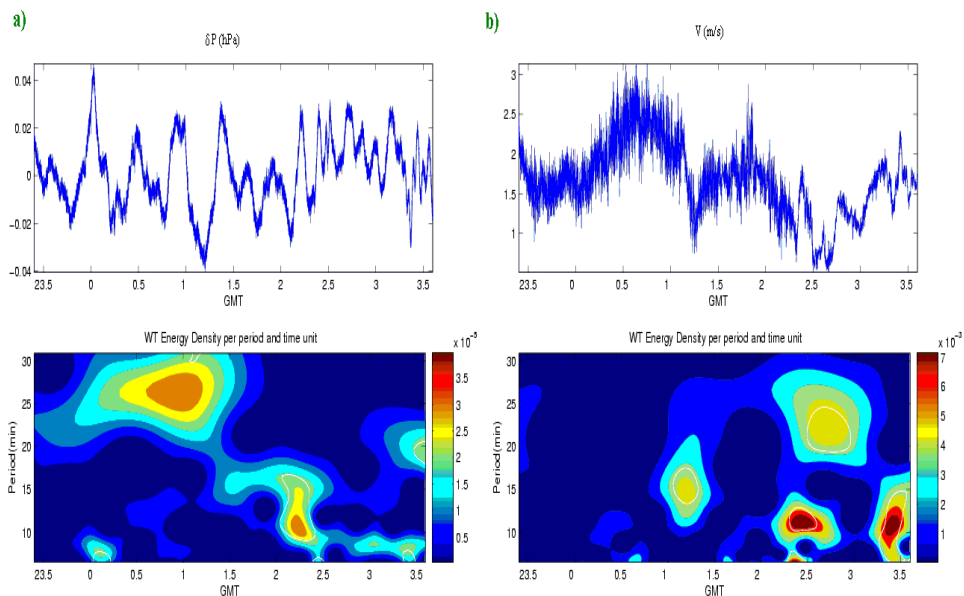 a)
δP (hPa)
0.04
0.02
0
−0.02
−0.04
23.5 0 0.5 1 1.5 2 2.5 3 3.5
GMT
b)
V (m/s)
3
2.5
2
1.5
1
23.5 0 0.5 1 1.5 2 2.5 3 3.5
GMT
WT Energy Density per period and time unit
x 10⁻⁵
Period(min)
30
25
20
15
10
23.5 0 0.5 1 1.5 2 2.5 3 3.5
GMT
3.5
3
2.5
2
1.5
1
0.5
WT Energy Density per period and time unit
x 10⁻³
Period(min)
30
25
20
15
10
23.5 0 0.5 1 1.5 2 2.5 3 3.5
GMT
7
6
5
4
3
2
1